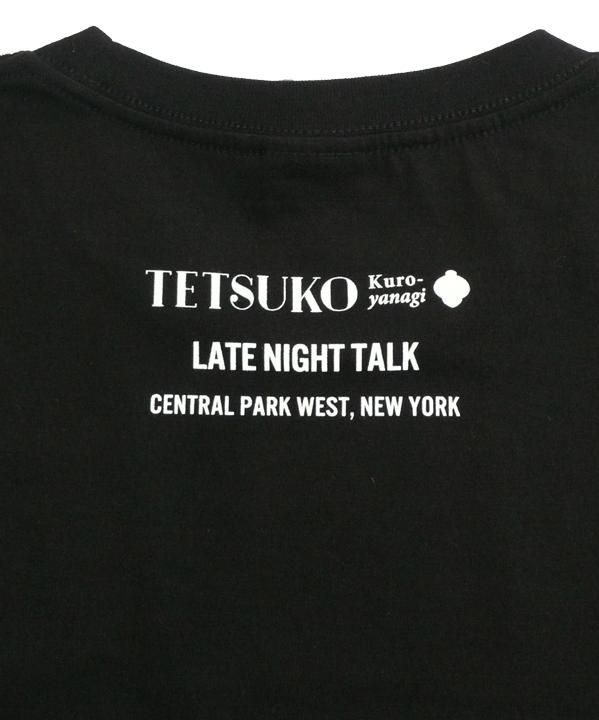 TETSUKO Kuro-
yanagi
LATE NIGHT TALK
CENTRAL PARK WEST, NEW YORK